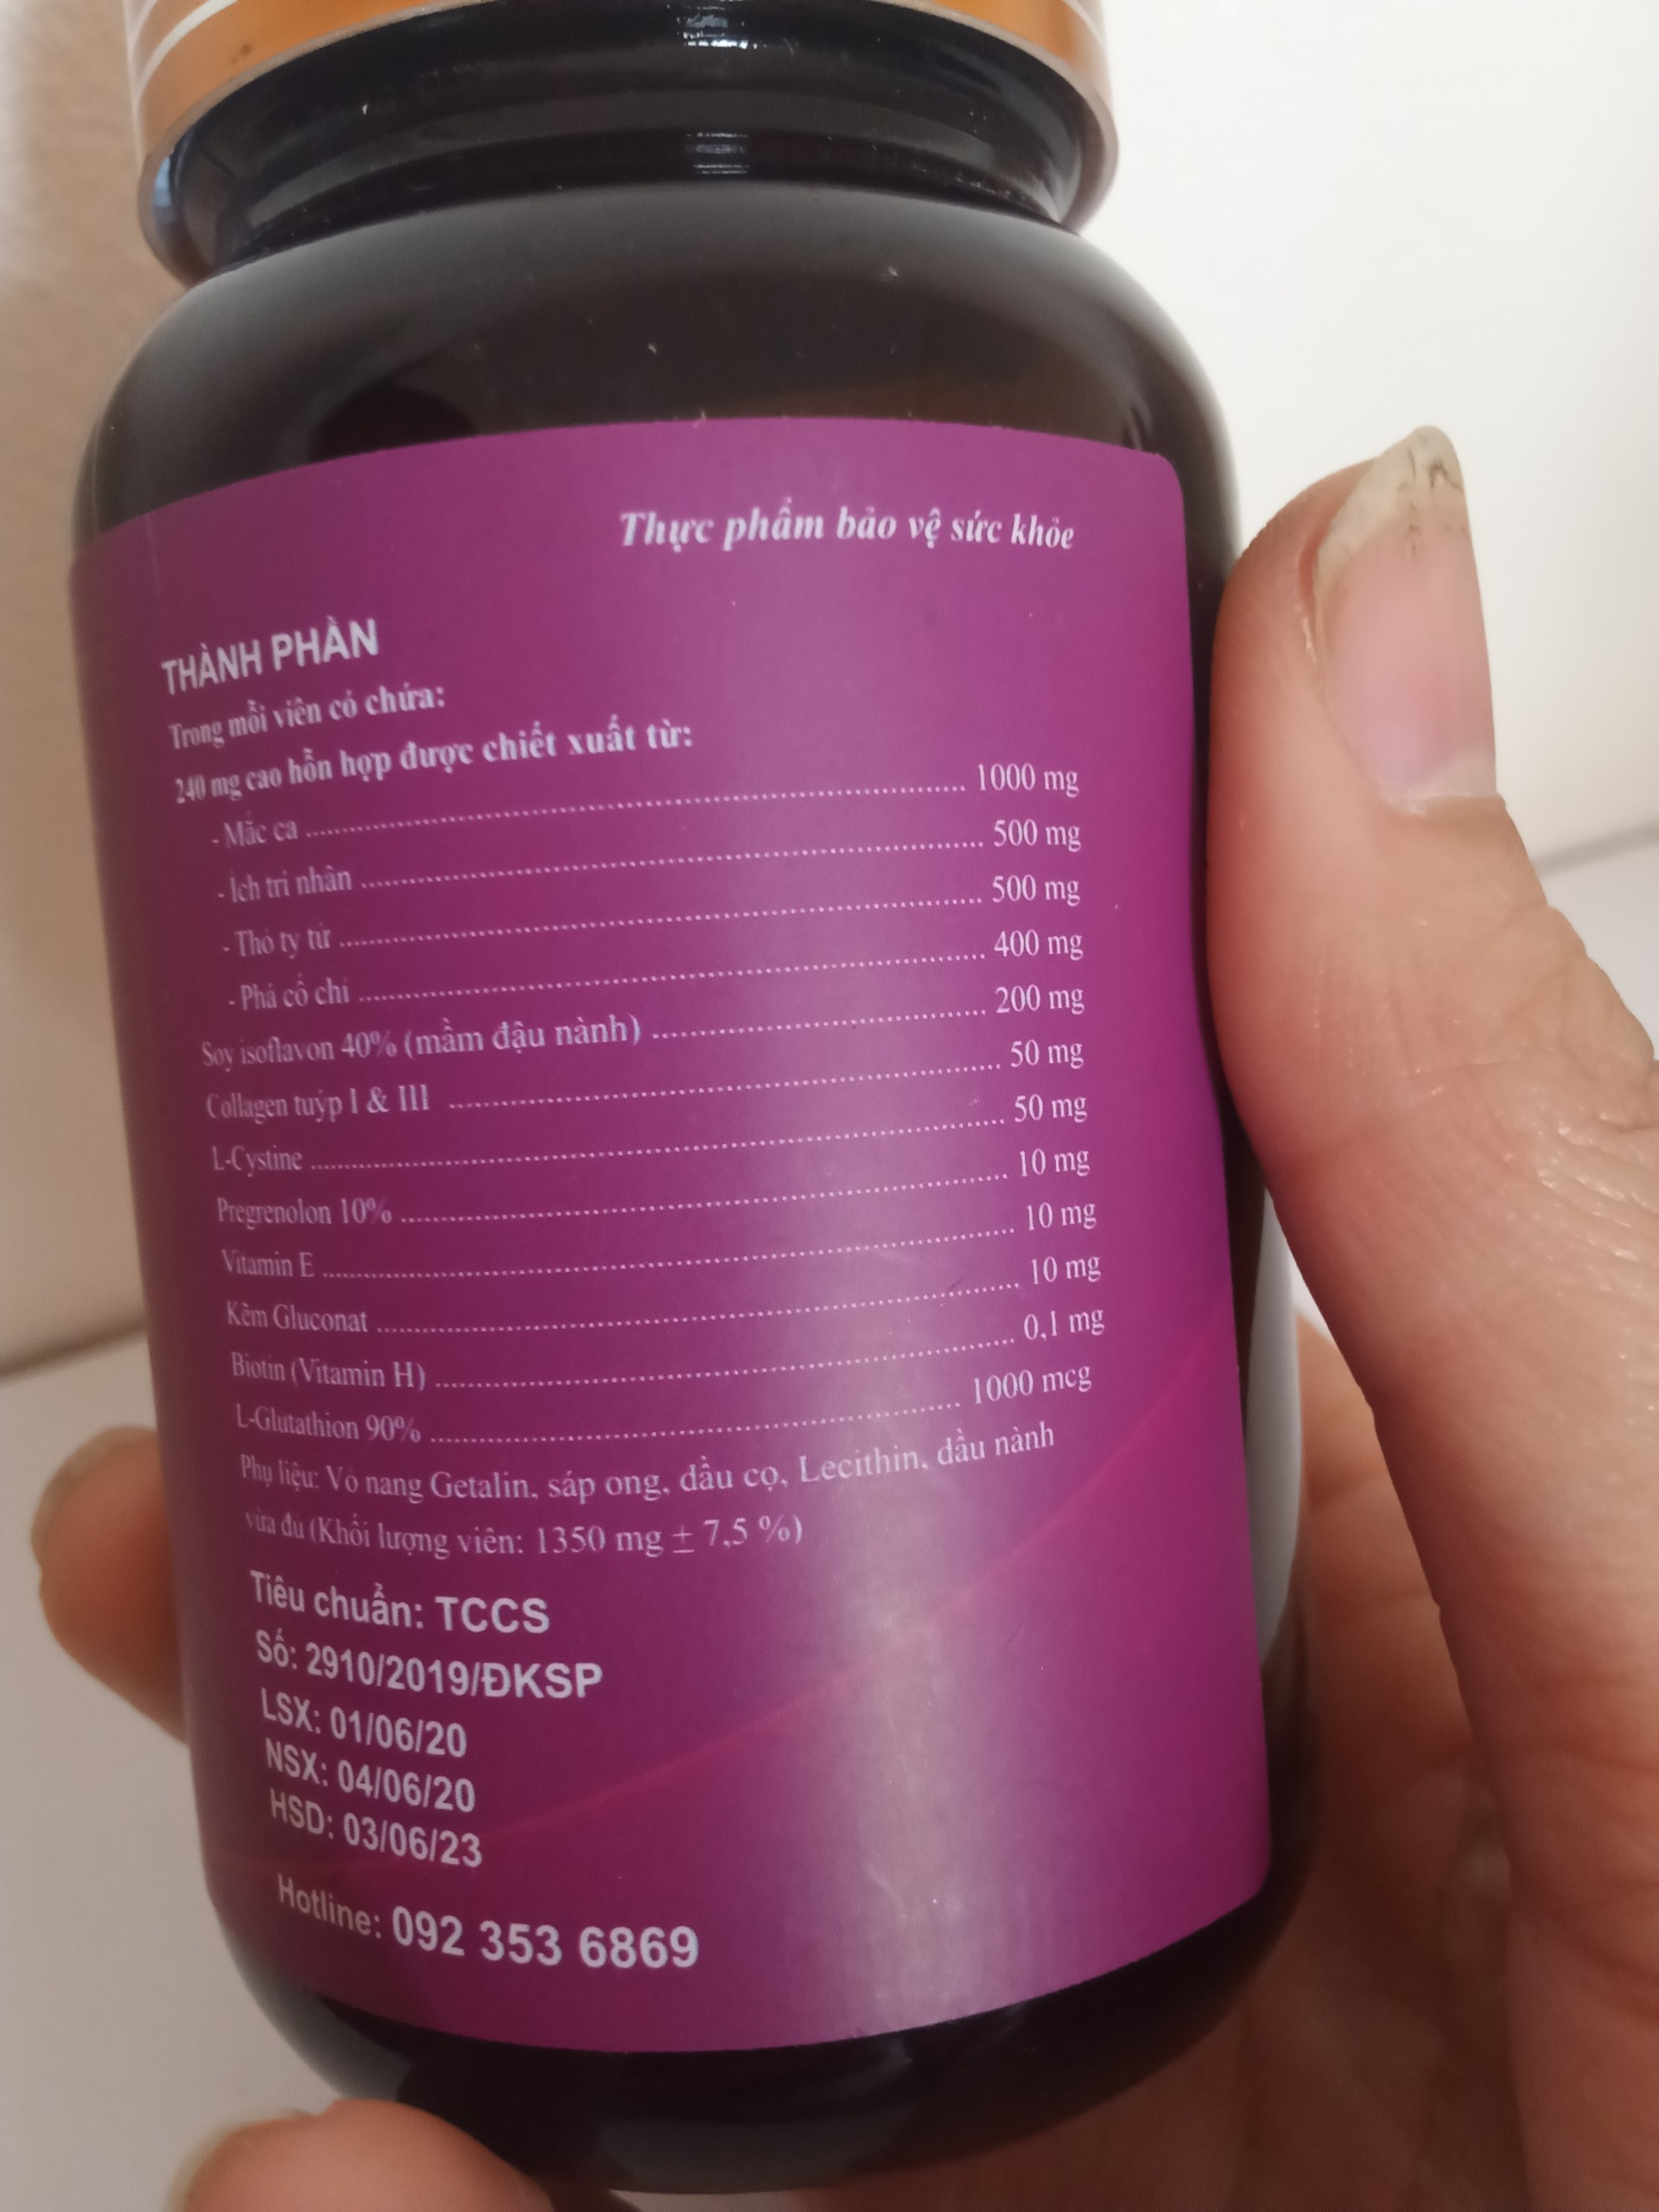 Thực phẩm bảo vệ sức khỏe
THÀNH PHẦN
Trong mỗi viên có chứa:
240 mg cao hỗn hợp được chiết xuất từ:
- Mắc ca ........ 1000 mg
- Ích trí nhân ........ 500 mg
- Thỏ ty tử ........ 500 mg
- Phá cố chỉ ........ 400 mg
Soy isoflavon 40% (mầm đậu nành) ........ 200 mg
Collagen tuýp I & III ........ 50 mg
L-Cystine ........ 50 mg
Pregrenolon 10% ........ 10 mg
Vitamin E ........ 10 mg
Kẽm Gluconat ........ 10 mg
Biotin (Vitamin H) ........ 0,1 mg
L-Glutathion 90% ........ 1000 mcg
Phụ liệu: Vỏ nang Getalin, sáp ong, dầu cọ, Lecithin, dầu nành
vừa đủ (Khối lượng viên: 1350 mg ± 7,5 %)
Tiêu chuẩn: TCCS
Số: 2910/2019/ĐKSP
LSX: 01/06/20
NSX: 04/06/20
HSD: 03/06/23
Hotline: 092 353 6869